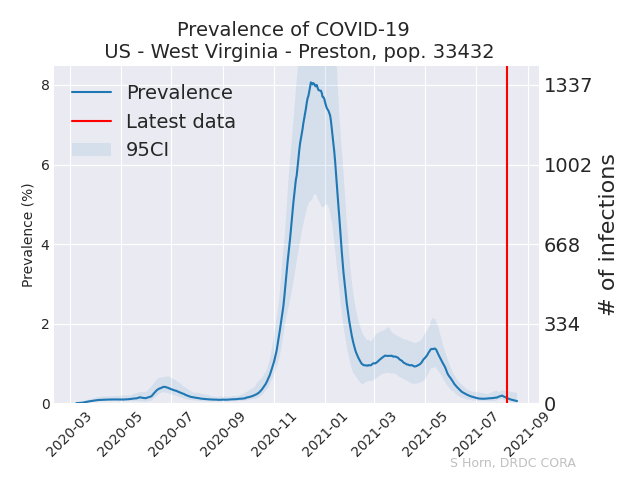 Prevalence of COVID-19
US - West Virginia - Preston, pop. 33432
Prevalence
Latest data
95CI
Prevalence (%)
8
6
4
2
0
1337
1002
668
334
0
# of infections
2020-03
2020-05
2020-07
2020-09
2020-11
2021-01
2021-03
2021-05
2021-07
2021-09
S Horn, DRDC CORA